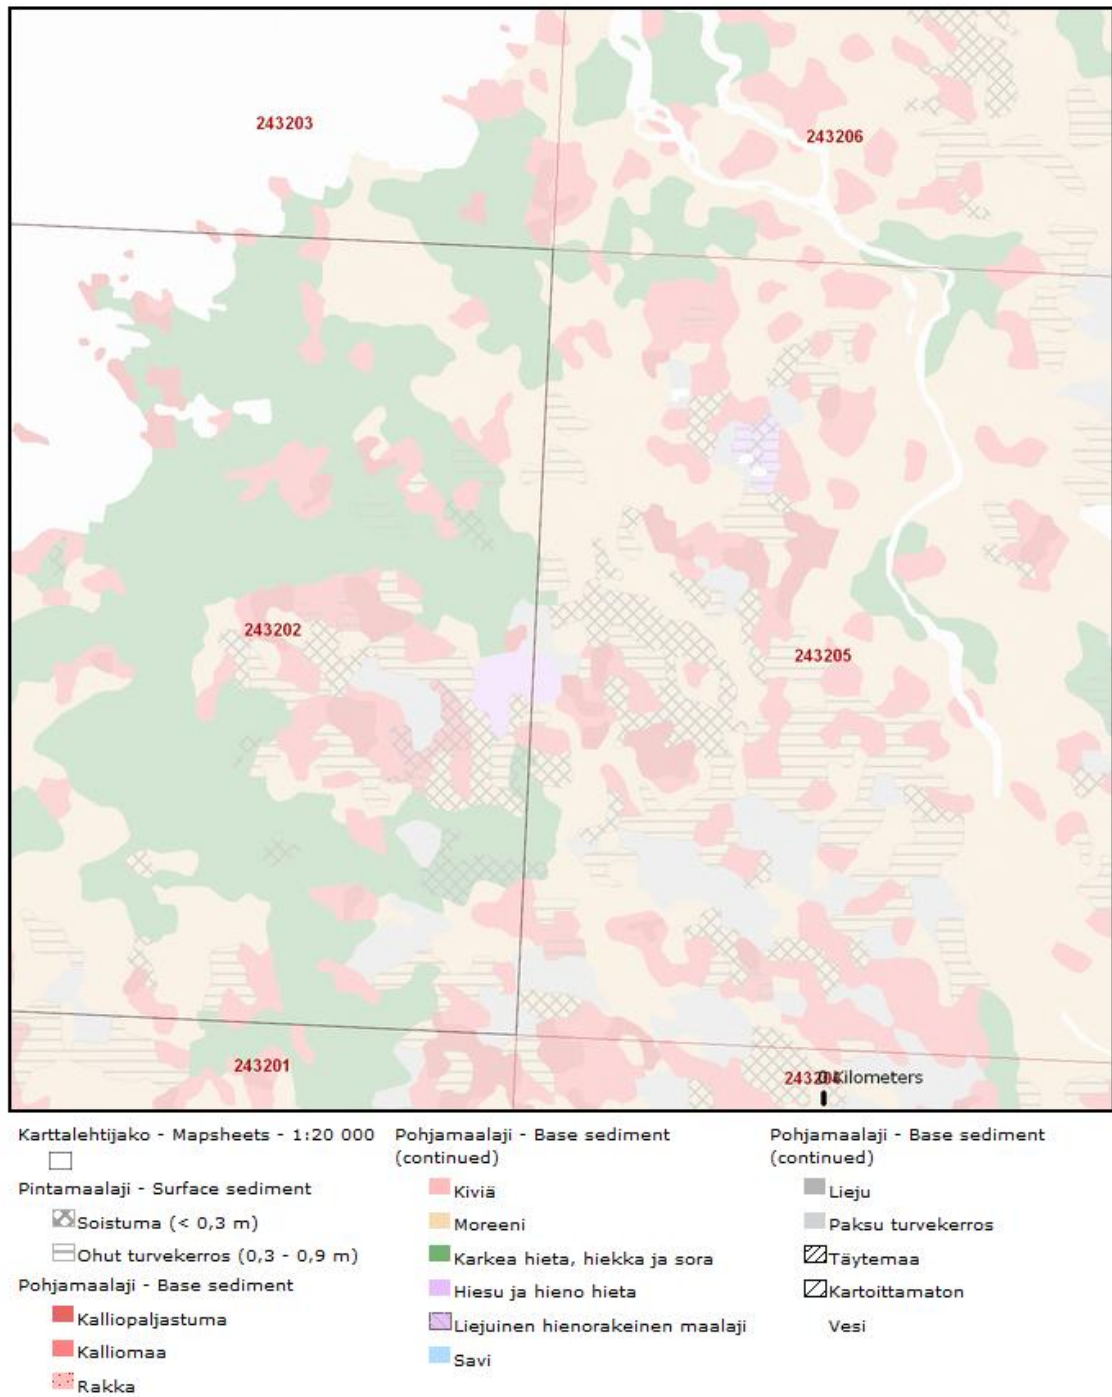 243203
243206
243202
243205
243201
Kilometers
Karttalehtijako - Mapsheets - 1:20 000
Pintamaalaji - Surface sediment
Soistuma (< 0,3 m)
Ohut turvekerros (0,3 - 0,9 m)
Pohjamaalaji - Base sediment
Kalliopaljastuma
Kalliomaa
Rakka
Pohjamaalaji - Base sediment
(continued)
Kiviä
Moreeni
Karkea hieta, hiekka ja sora
Hiesu ja hieno hieta
Liejuinen hienorakeinen maalaji
Savi
Pohjamaalaji - Base sediment
(continued)
Lieju
Paksu turvekerros
Täytemaa
Kartoittamaton
Vesi